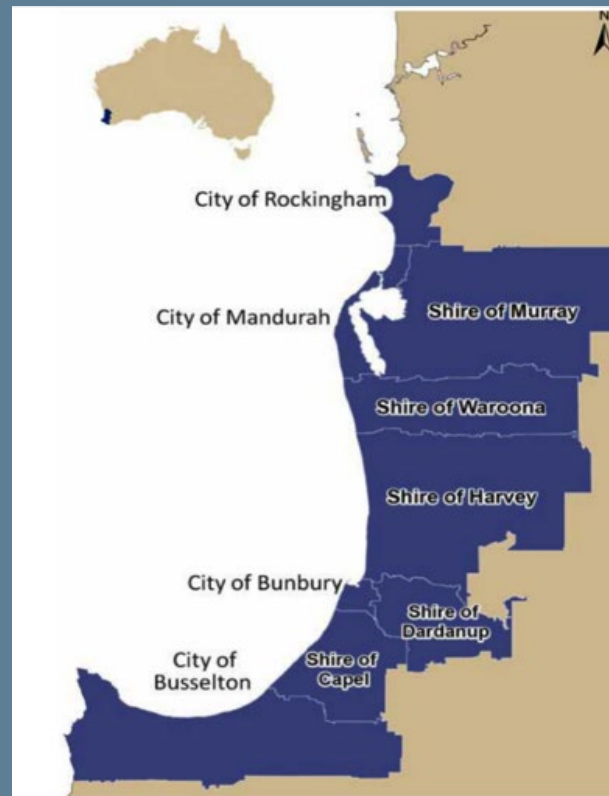 N
City of Rockingham
City of Mandurah
Shire of Murray
Shire of Waroona
Shire of Harvey
City of Bunbury
Shire of
Dardanup
City of
Busselton
Shire of
Capel